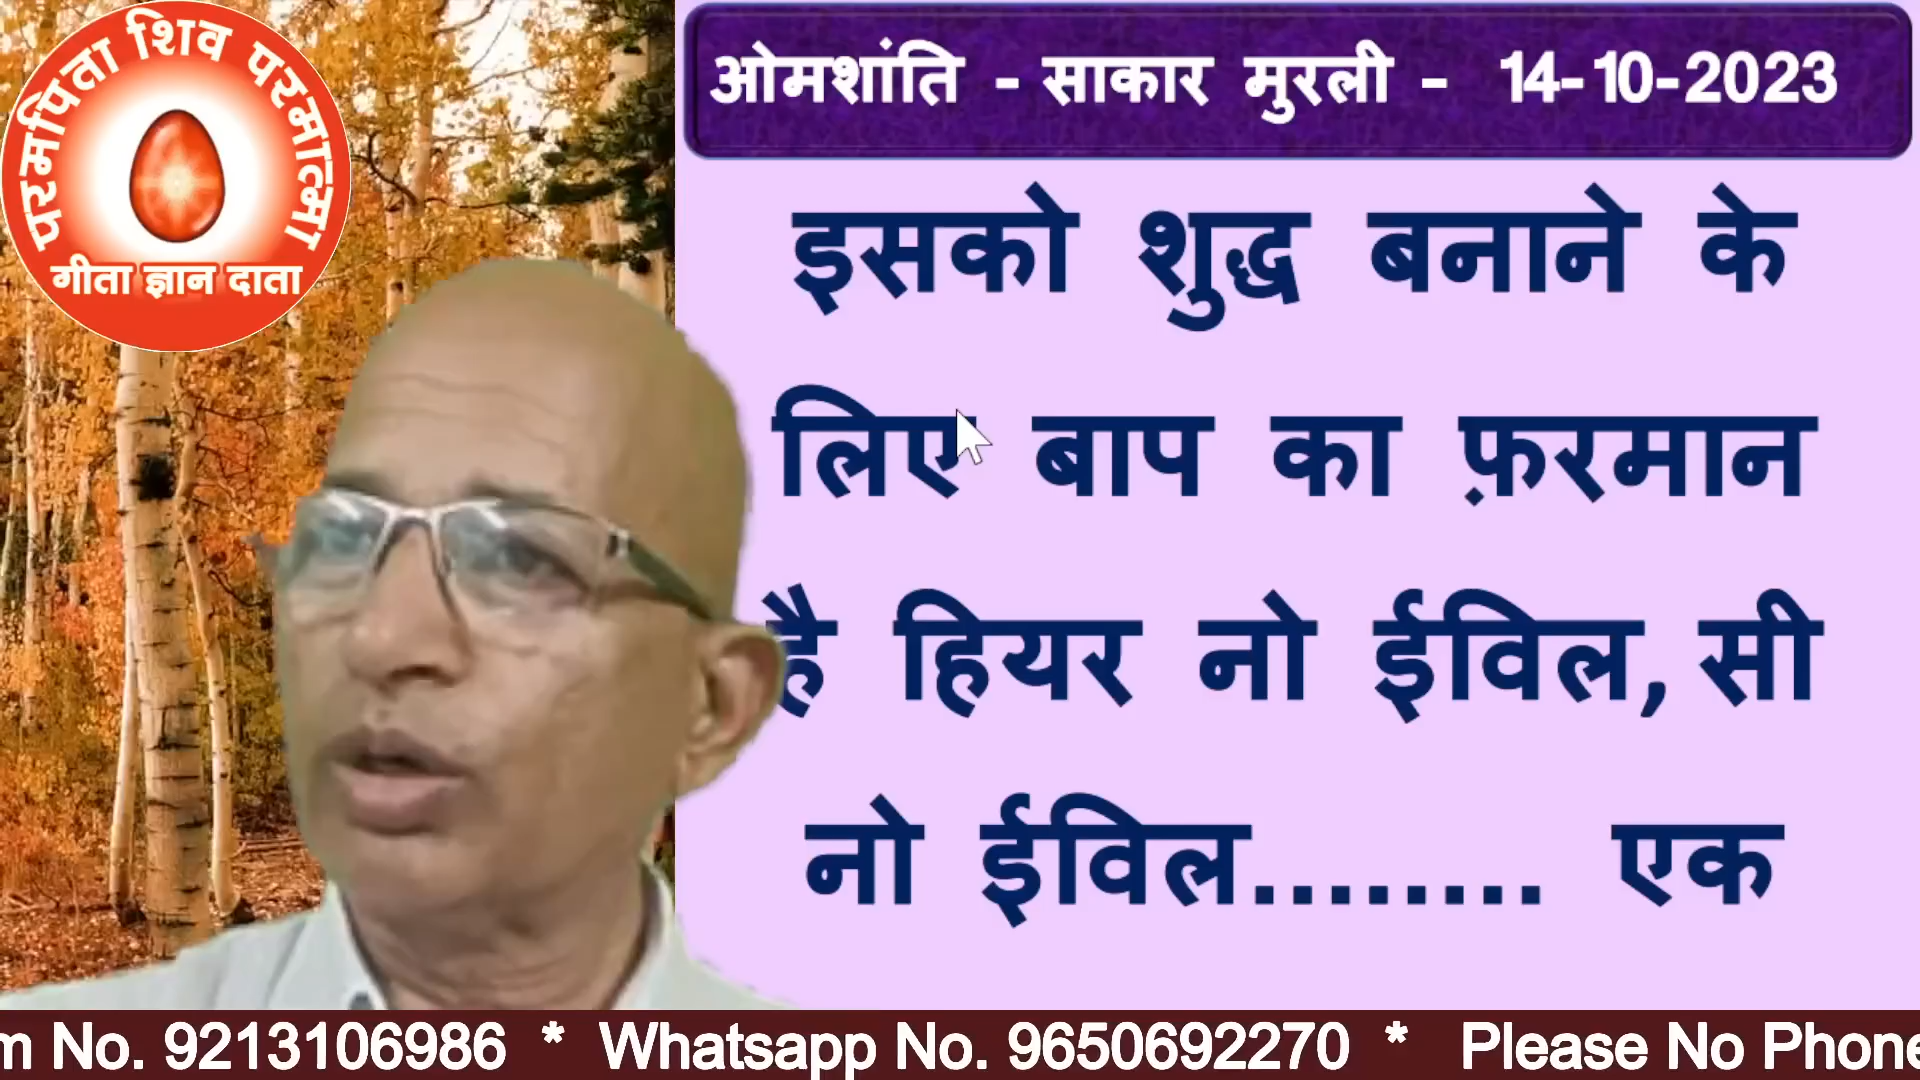 परमपिता शिव परमात्मा
गीता ज्ञान दाता
ओमशांति - साकार मुरली - 14-10-2023
इसको शुद्ध बनाने के
लिए बाप का फ़रमान
है हियर नो ईविल, सी
नो ईविल........ एक
m No. 9213106986 * Whatsapp No. 9650692270 * Please No Phone